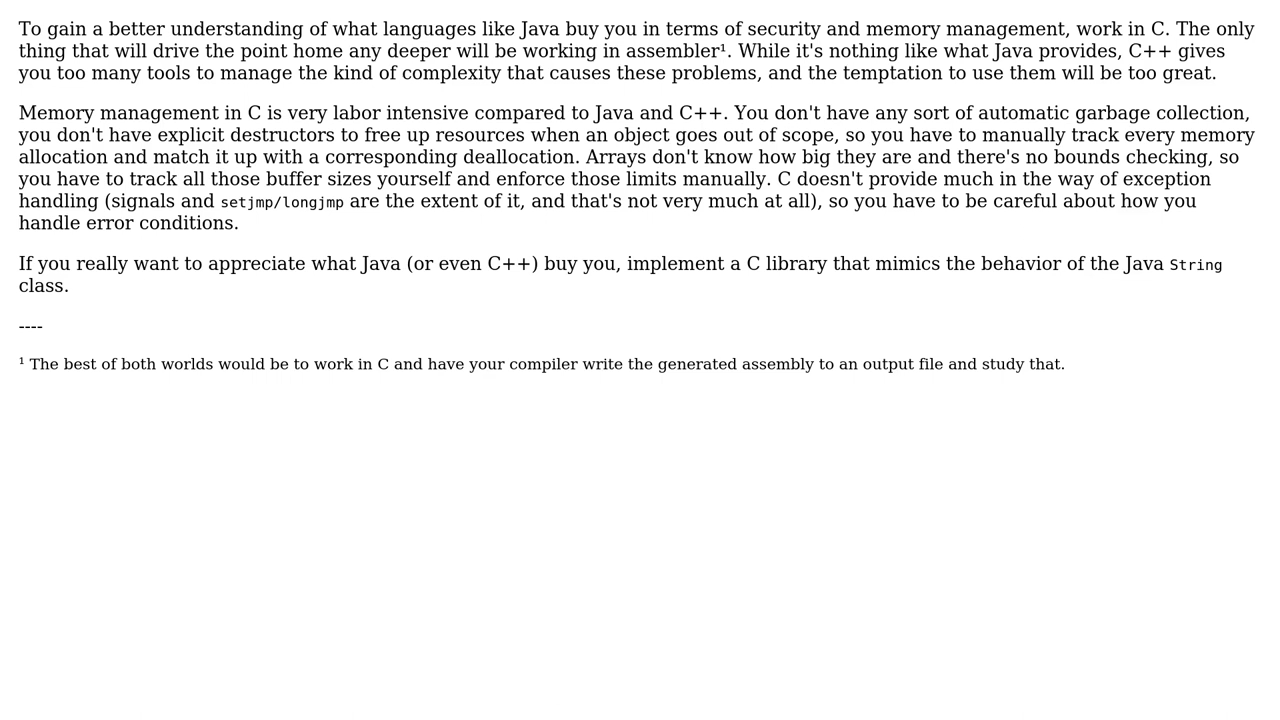 To gain a better understanding of what languages like Java buy you in terms of security and memory management, work in C. The only
thing that will drive the point home any deeper will be working in assembler¹. While it's nothing like what Java provides, C++ gives
you too many tools to manage the kind of complexity that causes these problems, and the temptation to use them will be too great.
Memory management in C is very labor intensive compared to Java and C++. You don't have any sort of automatic garbage collection,
you don't have explicit destructors to free up resources when an object goes out of scope, so you have to manually track every memory
allocation and match it up with a corresponding deallocation. Arrays don't know how big they are and there's no bounds checking, so
you have to track all those buffer sizes yourself and enforce those limits manually. C doesn't provide much in the way of exception
handling (signals and setjmp/longjmp are the extent of it, and that's not very much at all), so you have to be careful about how you
handle error conditions.
If you really want to appreciate what Java (or even C++) buy you, implement a C library that mimics the behavior of the Java String
class.
----
¹ The best of both worlds would be to work in C and have your compiler write the generated assembly to an output file and study that.